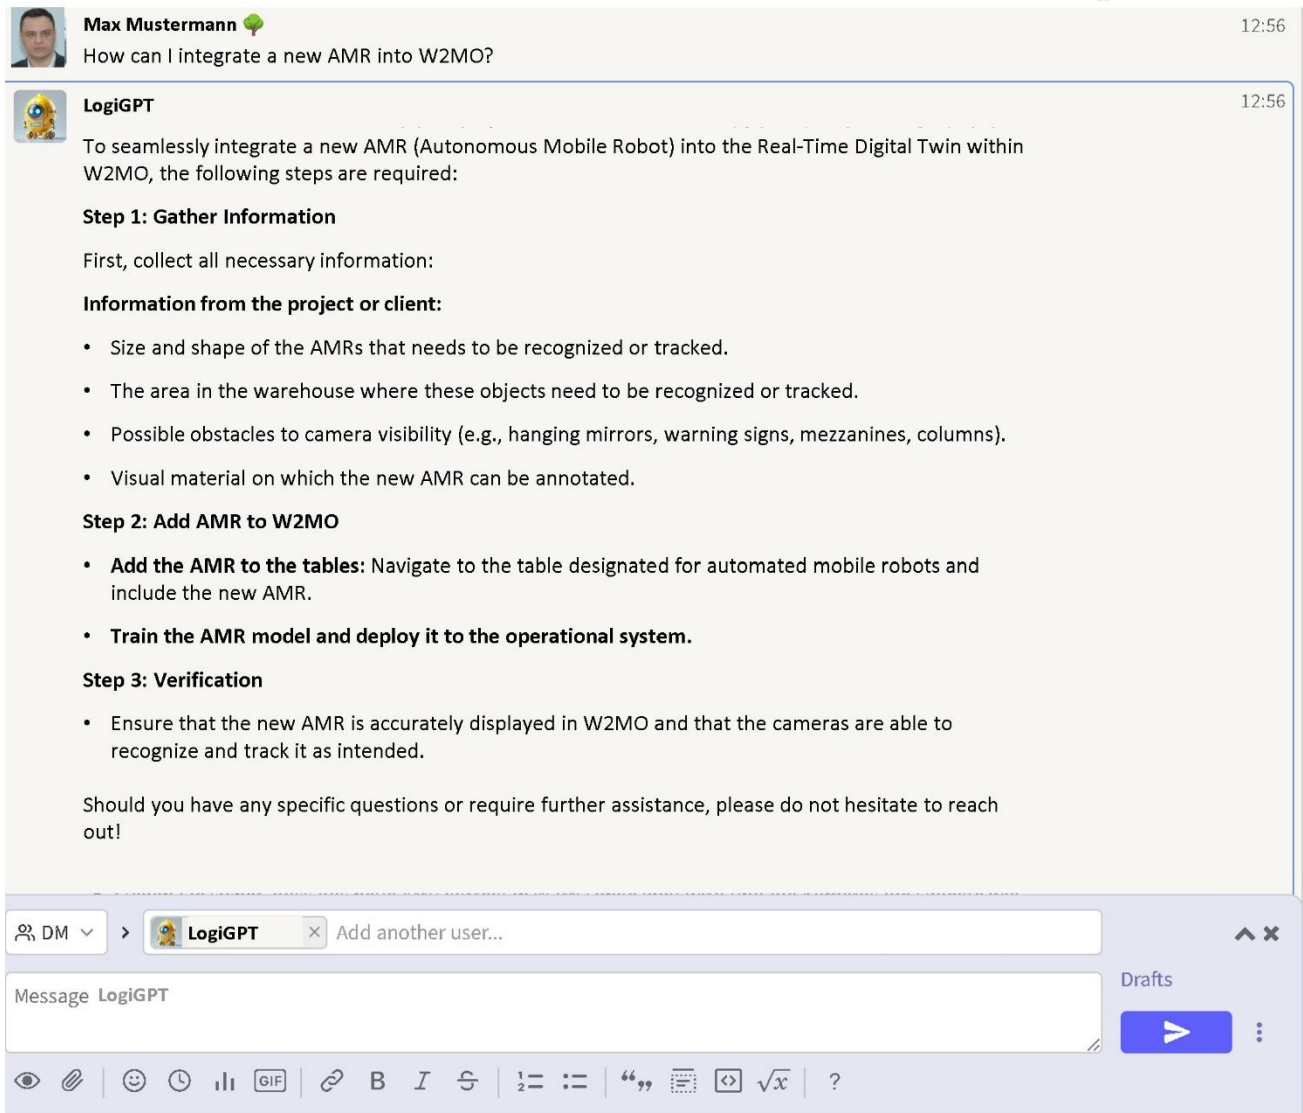 Max Mustermann
12:56
How can I integrate a new AMR into W2MO?
LogiGPT
12:56
To seamlessly integrate a new AMR (Autonomous Mobile Robot) into the Real-Time Digital Twin within
W2MO, the following steps are required:
Step 1: Gather Information
First, collect all necessary information:
Information from the project or client:
• Size and shape of the AMRs that needs to be recognized or tracked.
• The area in the warehouse where these objects need to be recognized or tracked.
• Possible obstacles to camera visibility (e.g., hanging mirrors, warning signs, mezzanines, columns).
• Visual material on which the new AMR can be annotated.
Step 2: Add AMR to W2MO
• Add the AMR to the tables: Navigate to the table designated for automated mobile robots and
include the new AMR.
• Train the AMR model and deploy it to the operational system.
Step 3: Verification
• Ensure that the new AMR is accurately displayed in W2MO and that the cameras are able to
recognize and track it as intended.
Should you have any specific questions or require further assistance, please do not hesitate to reach
out!
DM > LogiGPT × Add another user...
Drafts
Message LogiGPT
GIF B I S √x ?